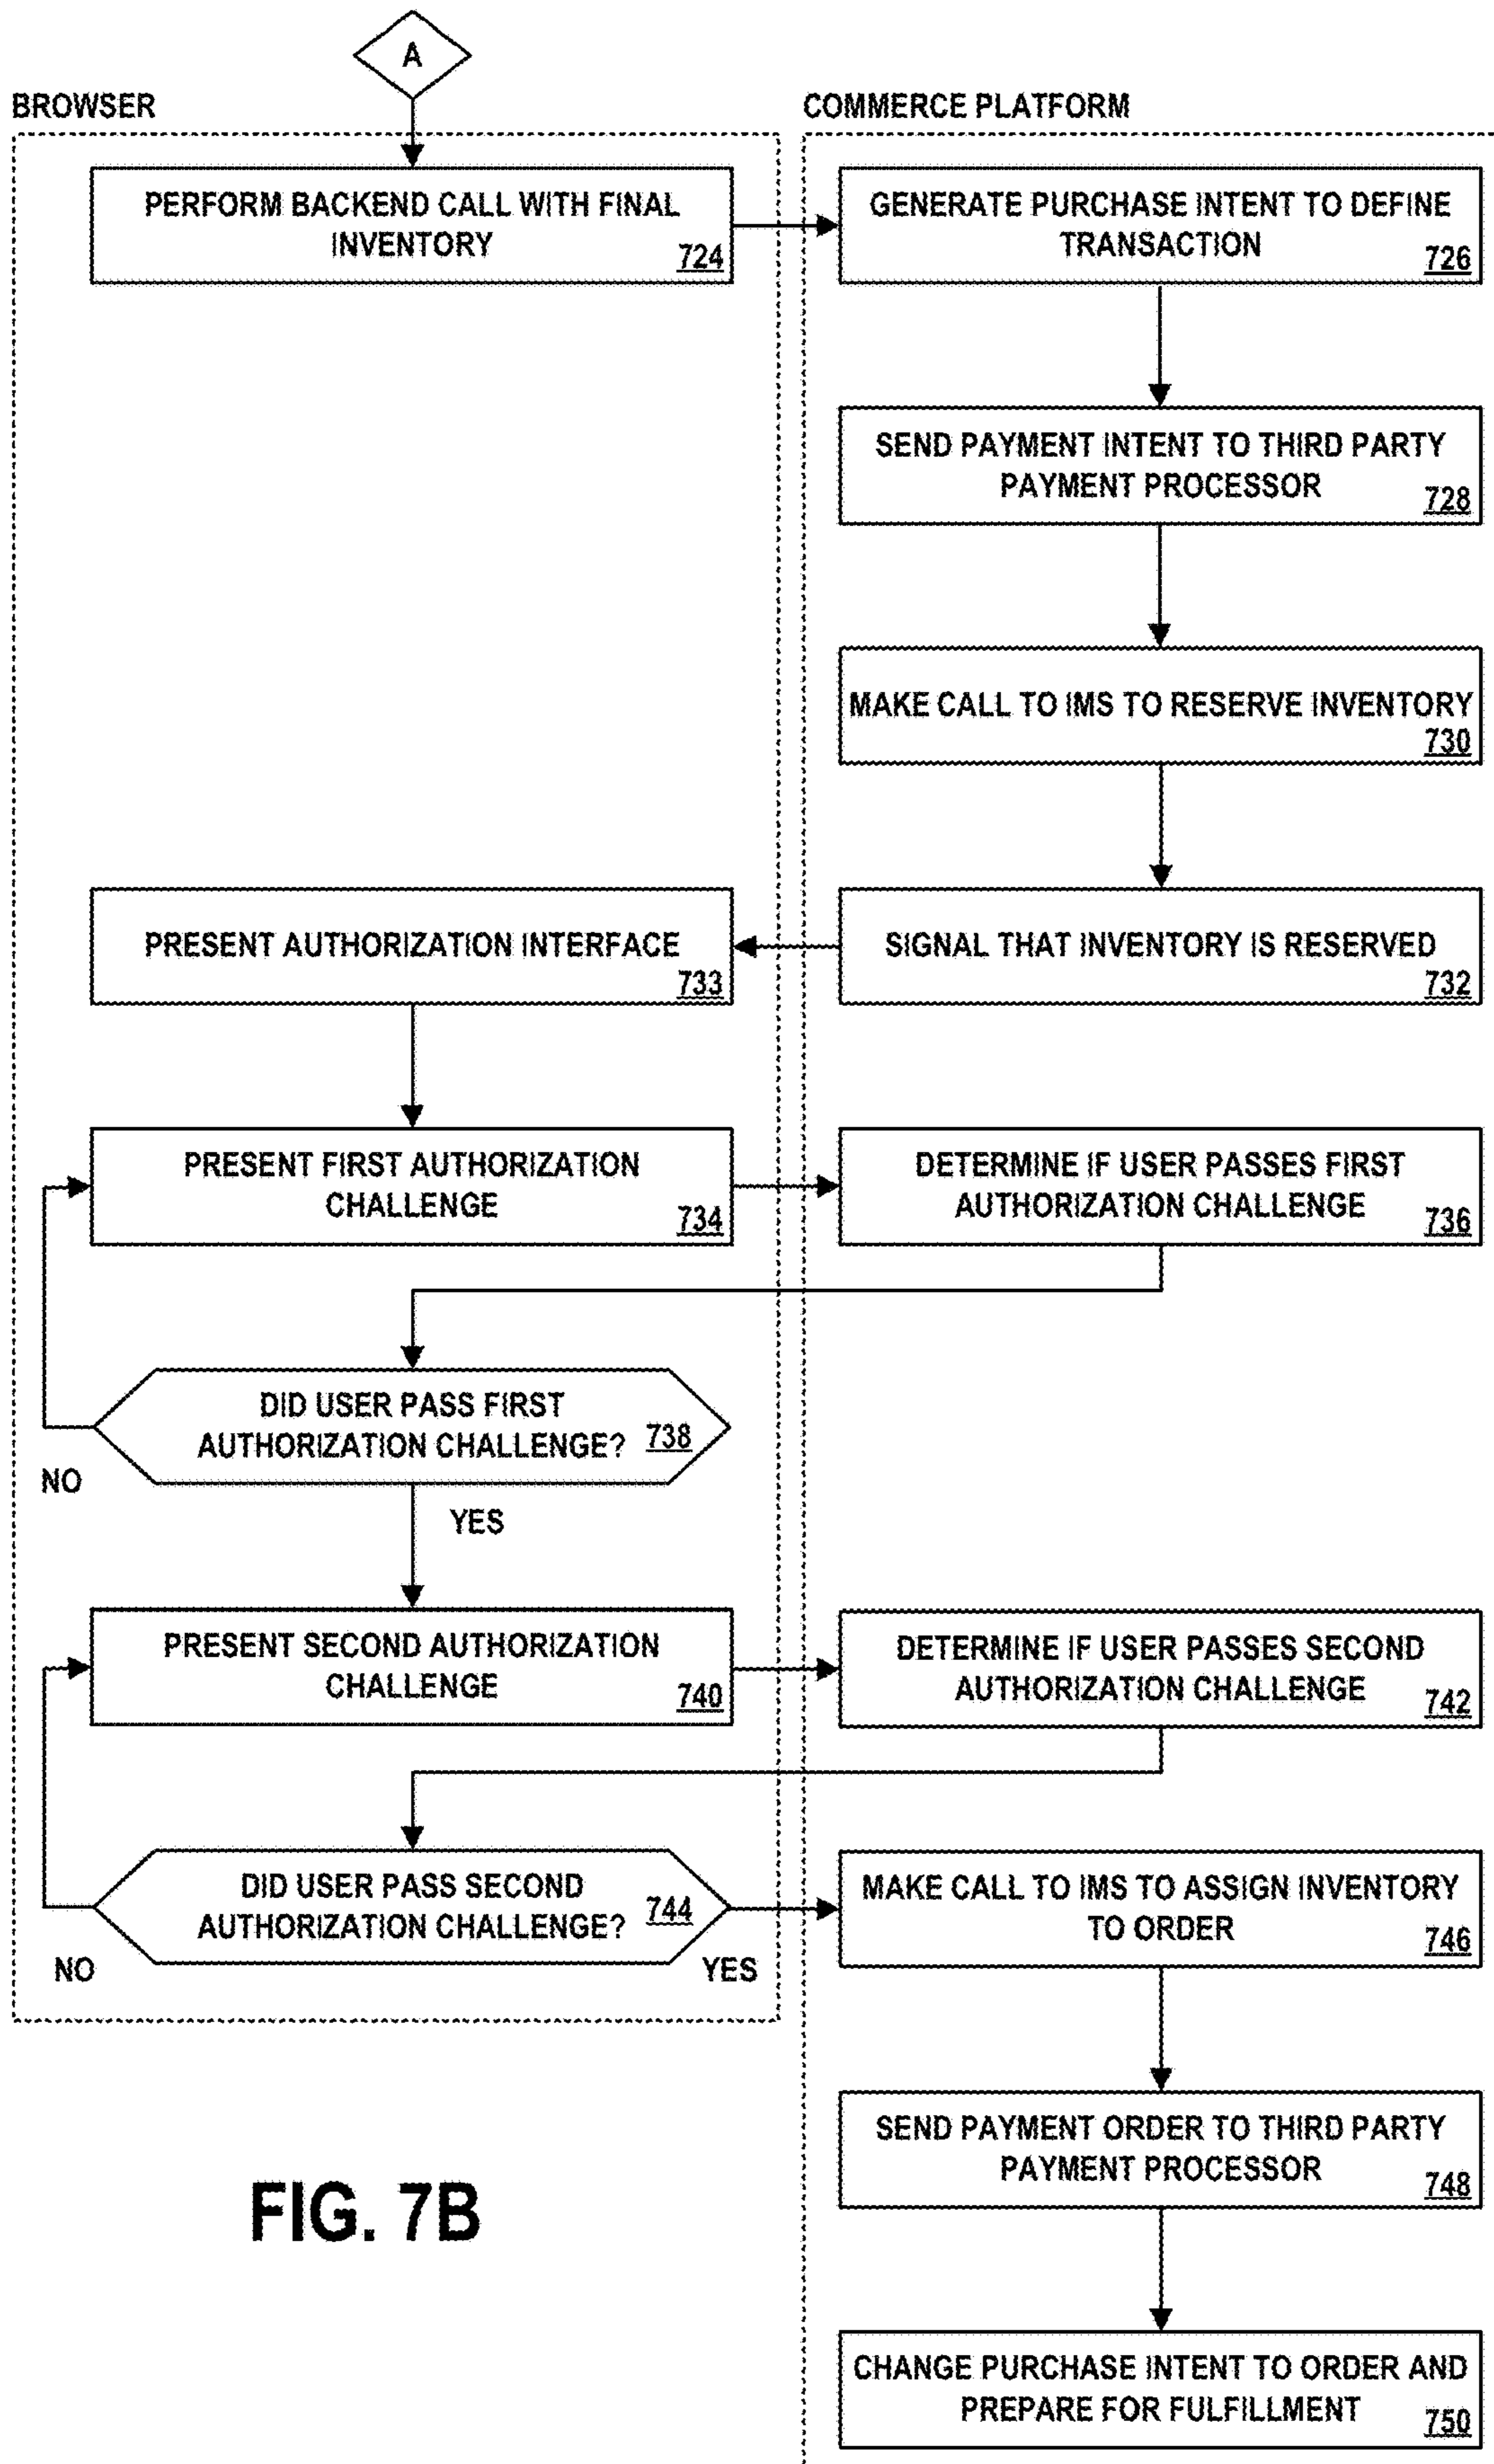 A
BROWSER
COMMERCE PLATFORM
PERFORM BACKEND CALL WITH FINAL
INVENTORY
724
GENERATE PURCHASE INTENT TO DEFINE
TRANSACTION
726
SEND PAYMENT INTENT TO THIRD PARTY
PAYMENT PROCESSOR
728
MAKE CALL TO IMS TO RESERVE INVENTORY
730
PRESENT AUTHORIZATION INTERFACE
733
SIGNAL THAT INVENTORY IS RESERVED
732
PRESENT FIRST AUTHORIZATION
CHALLENGE
734
DETERMINE IF USER PASSES FIRST
AUTHORIZATION CHALLENGE
736
DID USER PASS FIRST
AUTHORIZATION CHALLENGE?
738
NO
YES
PRESENT SECOND AUTHORIZATION
CHALLENGE
740
DETERMINE IF USER PASSES SECOND
AUTHORIZATION CHALLENGE
742
DID USER PASS SECOND
AUTHORIZATION CHALLENGE?
744
NO
YES
MAKE CALL TO IMS TO ASSIGN INVENTORY
TO ORDER
746
SEND PAYMENT ORDER TO THIRD PARTY
PAYMENT PROCESSOR
748
FIG. 7B
CHANGE PURCHASE INTENT TO ORDER AND
PREPARE FOR FULFILLMENT
750